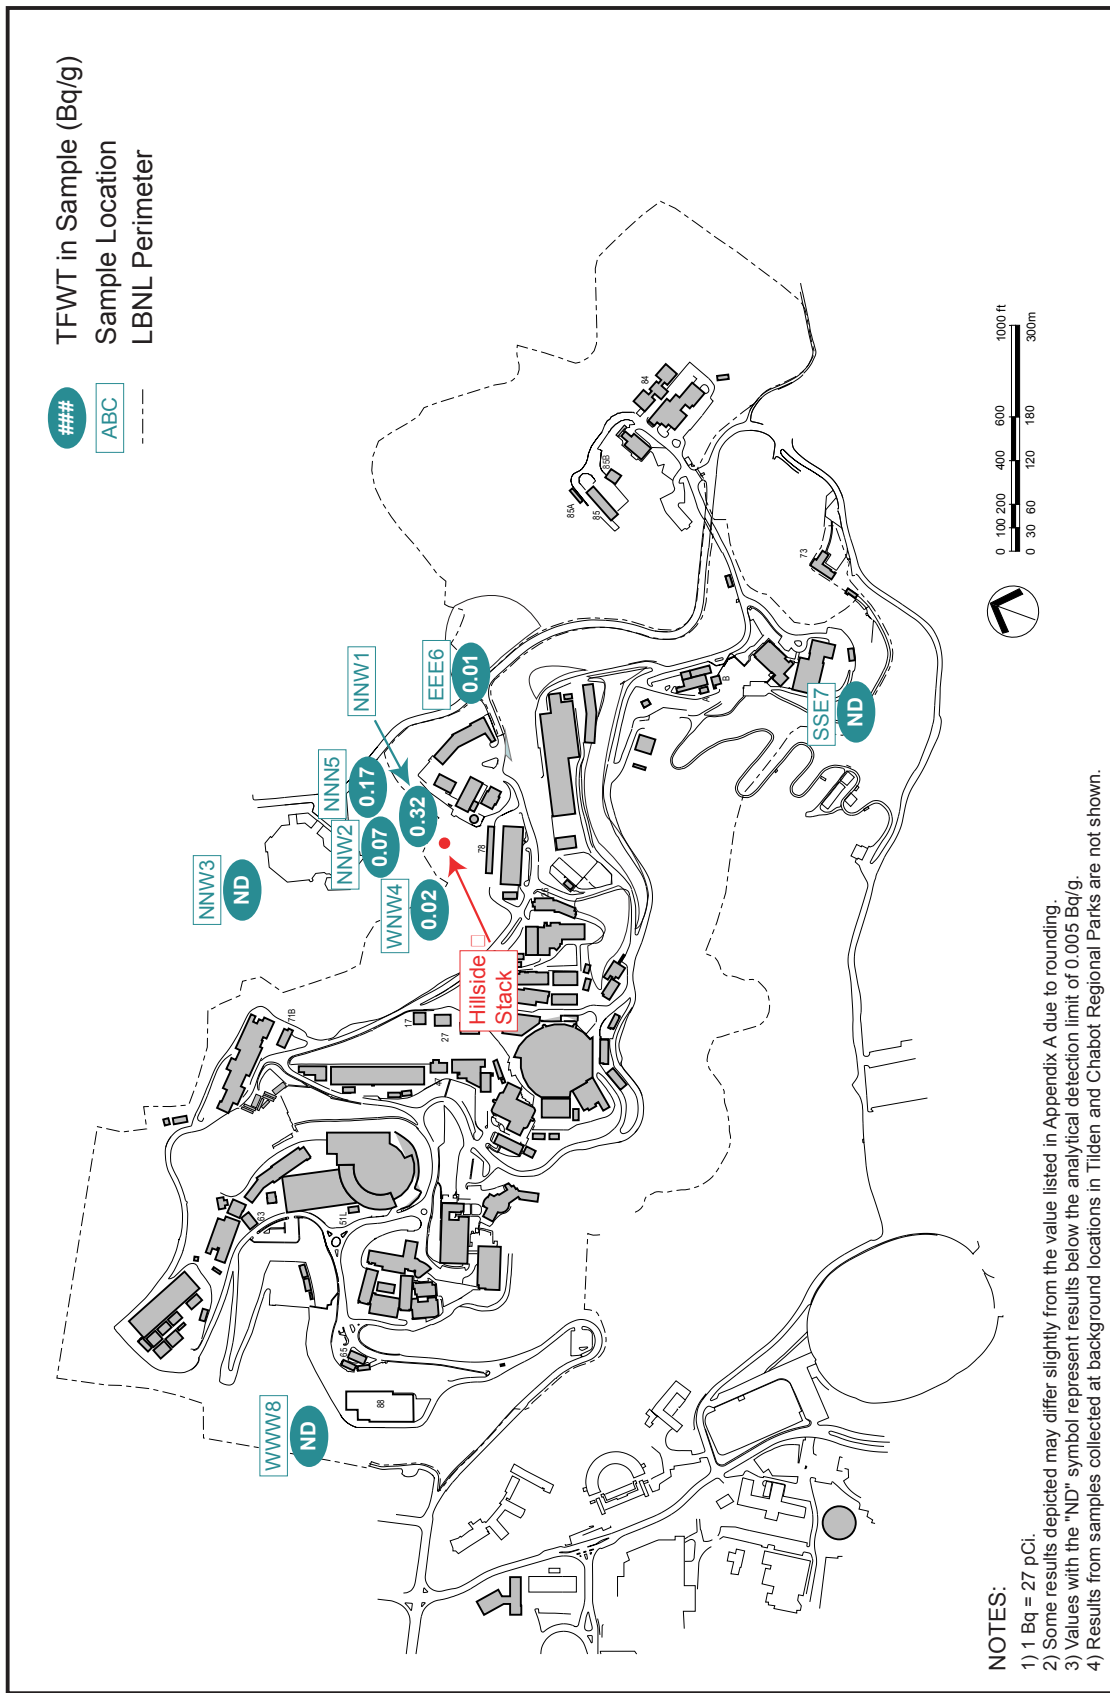 ###
TFWT in Sample (Bq/g)
ABC
Sample Location
LBNL Perimeter
NNW3
ND
NNW2
0.07
NNN5
0.17
NNW1
0.32
EEE6
0.01
WNW4
0.02
Hillside
Stack
WWW8
ND
SSE7
ND
71B
17
27
78
63
51L
65
88
84
85B
85A
85
73
A
B
0 100 200 400 600 1000 ft
0 30 60 120 180 300m
NOTES:
1) 1 Bq = 27 pCi.
2) Some results depicted may differ slightly from the value listed in Appendix A due to rounding.
3) Values with the "ND" symbol represent results below the analytical detection limit of 0.005 Bq/g.
4) Results from samples collected at background locations in Tilden and Chabot Regional Parks are not shown.